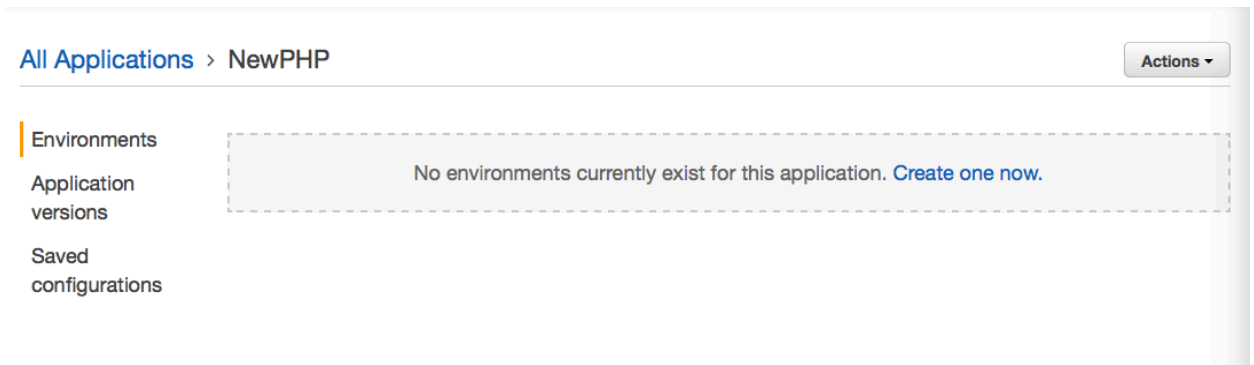 All Applications > NewPHP
Actions
Environments
No environments currently exist for this application. Create one now.
Application
versions
Saved
configurations